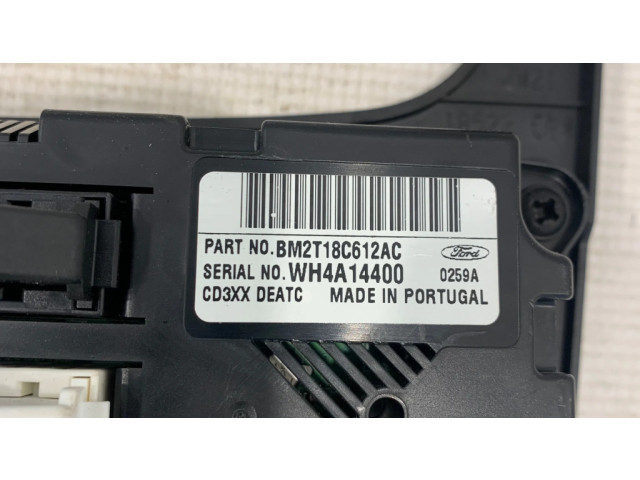 PART NO. BM2T18C612AC
Ford
SERIAL NO. WH4A14400
0259A
CD3XX DEATC MADE IN PORTUGAL